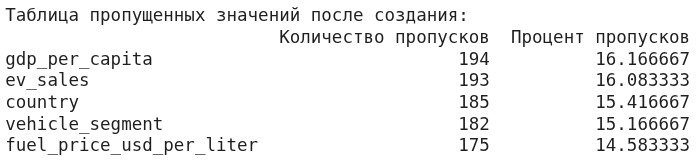 Таблица пропущенных значений после создания:
Количество пропусков Процент пропусков
gdp_per_capita 194 16.166667
ev_sales 193 16.083333
country 185 15.416667
vehicle_segment 182 15.166667
fuel_price_usd_per_liter 175 14.583333